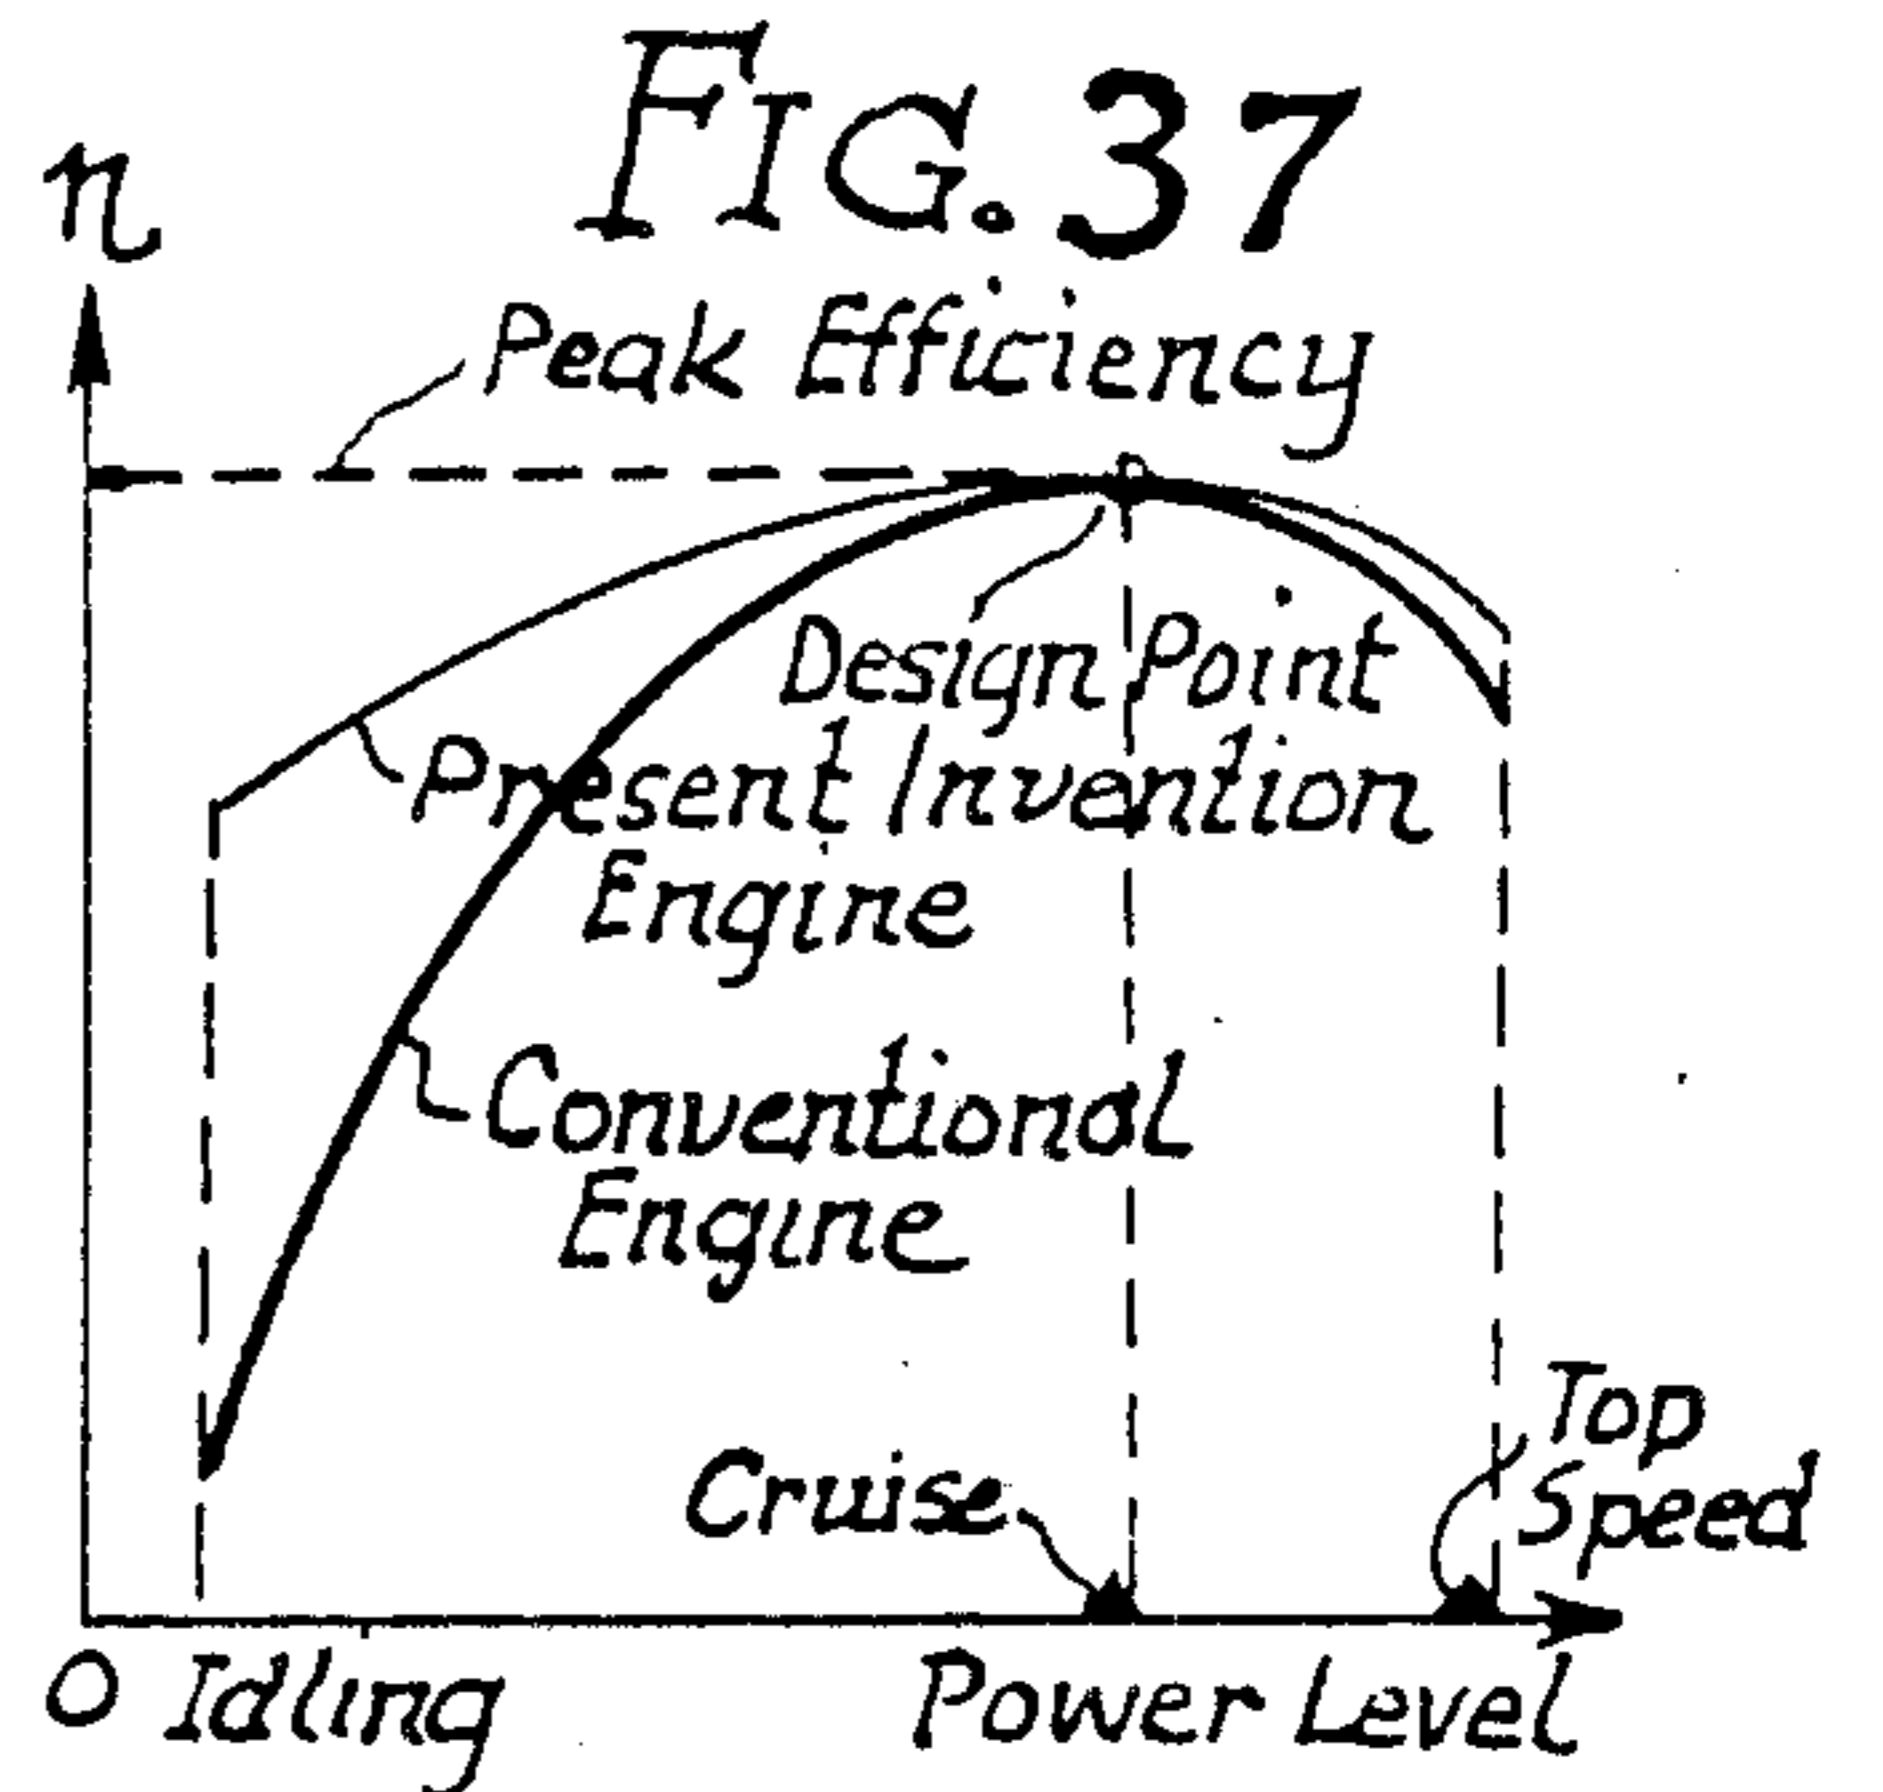 FIG. 37
η
Peak Efficiency
Design Point
Present Invention
Engine
Conventional
Engine
Cruise
Top
Speed
0 Idling
Power Level